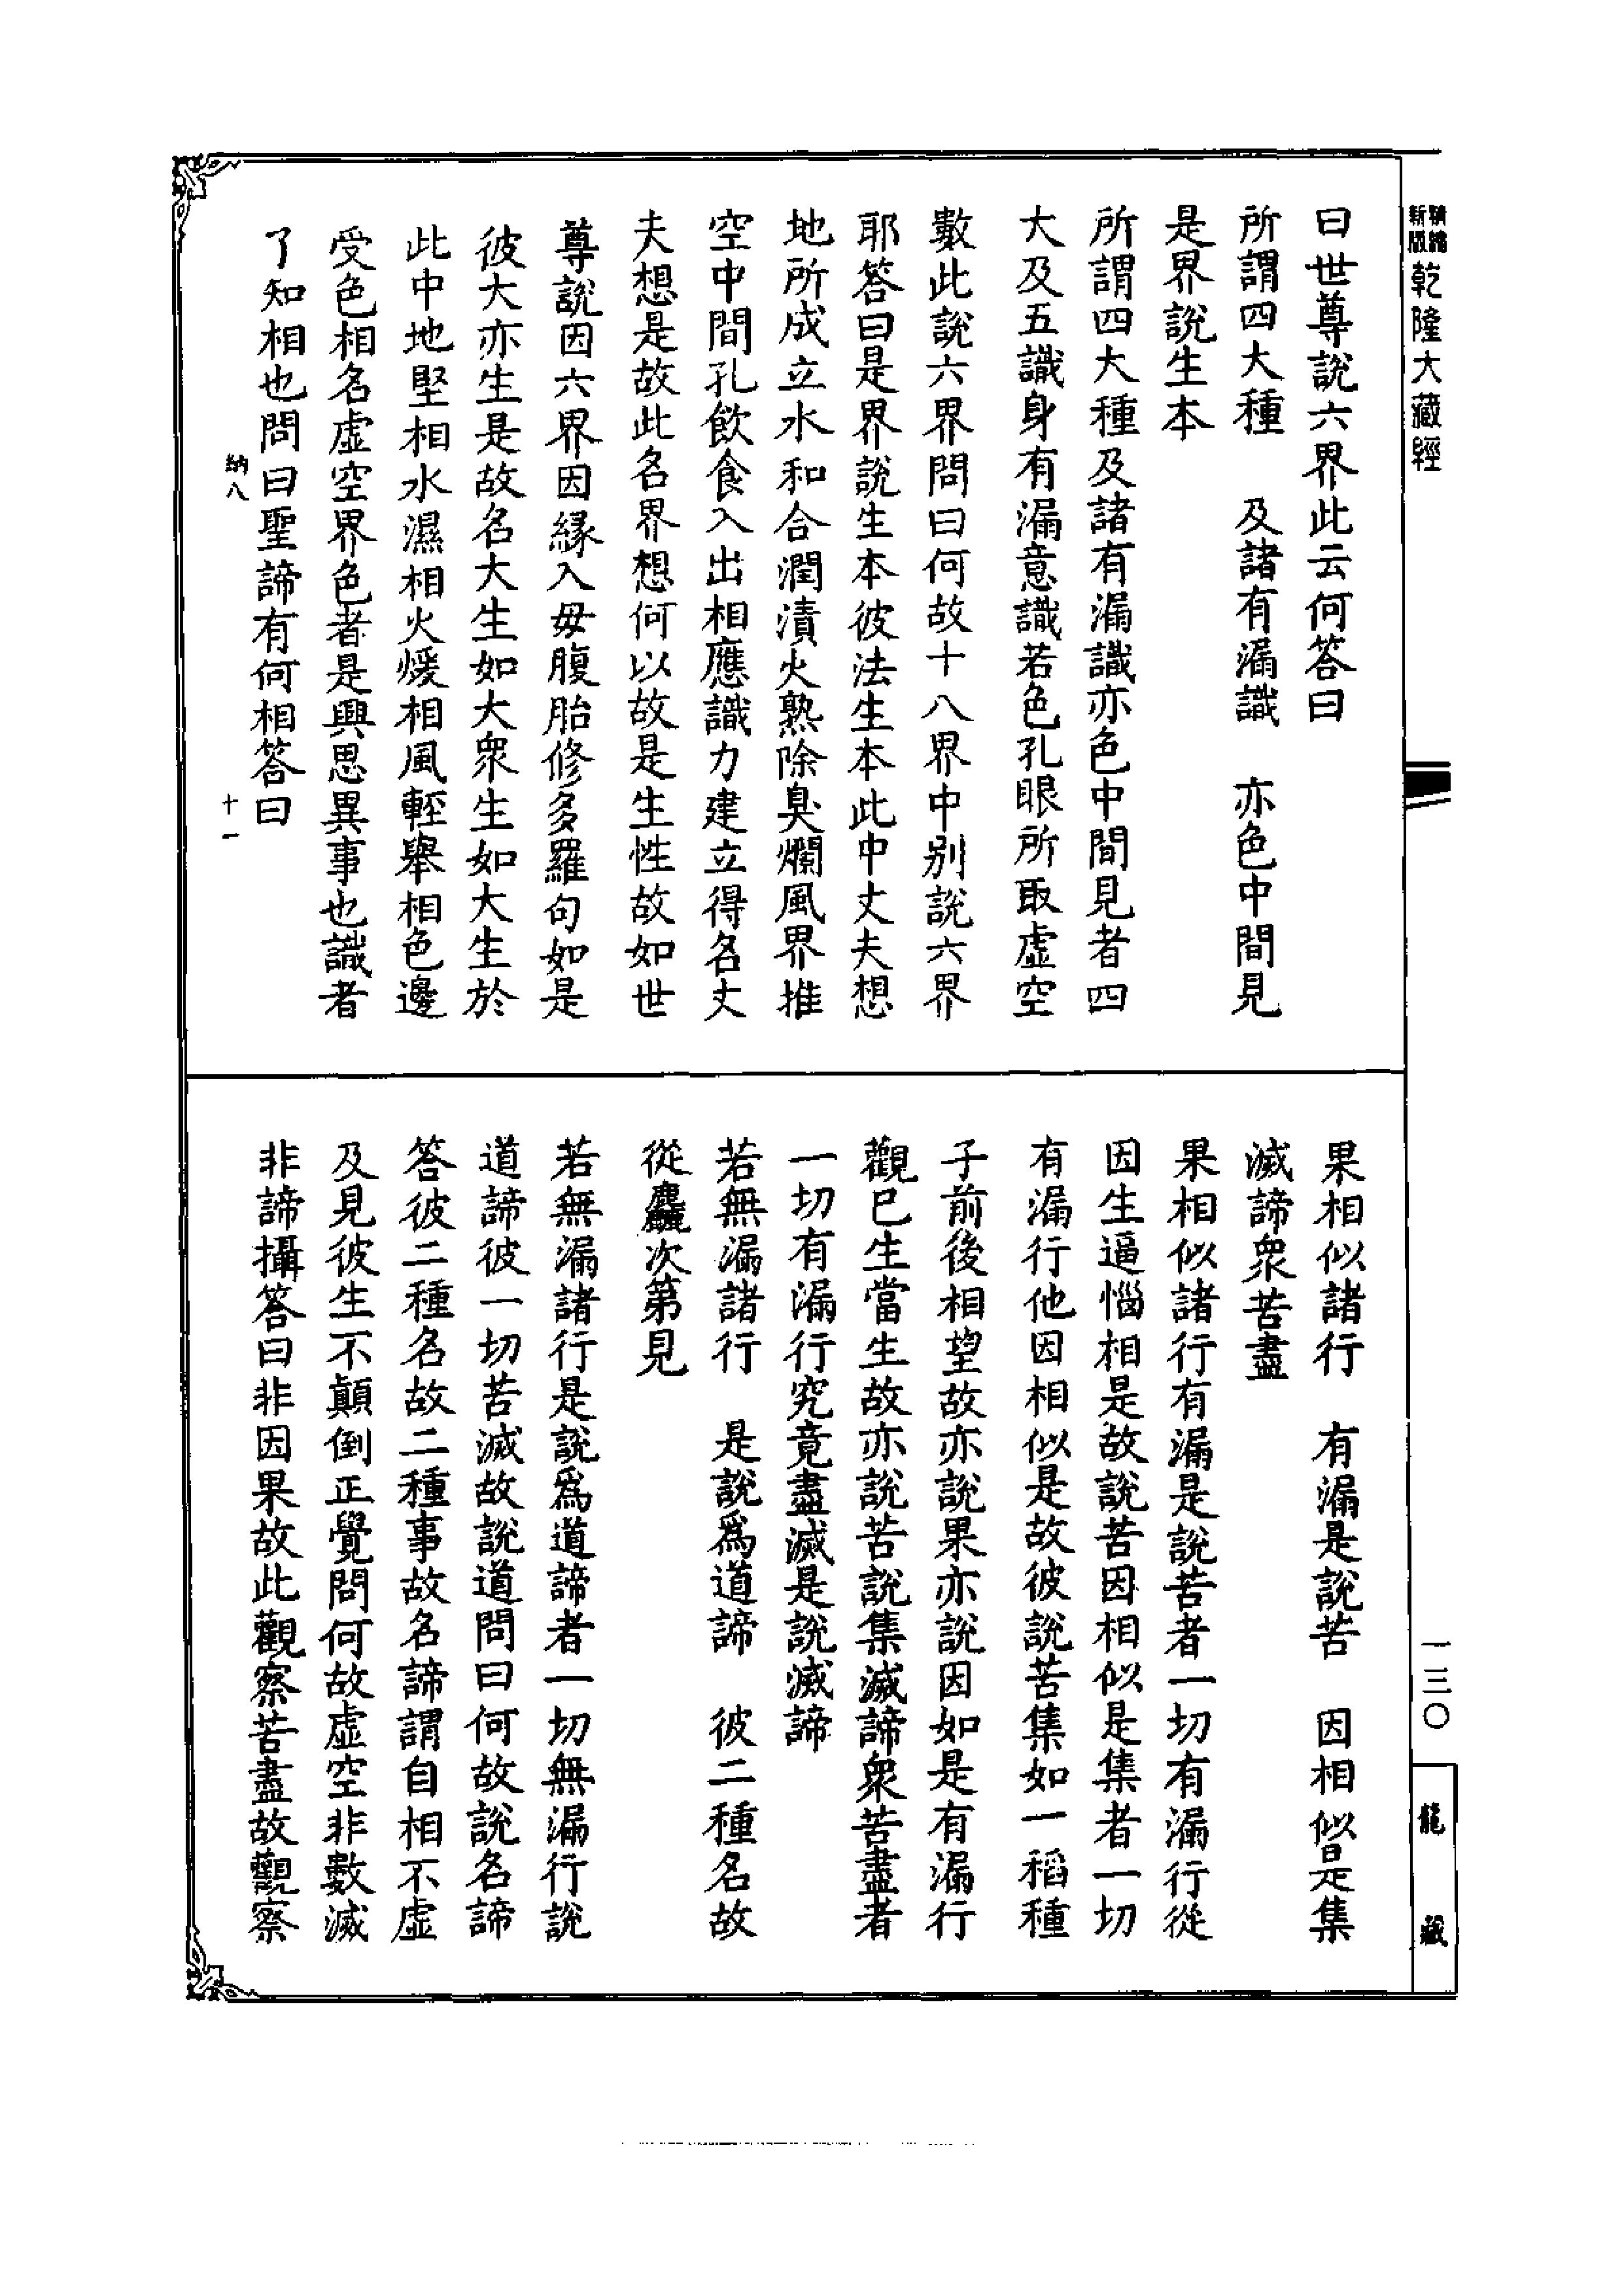 新版精縮乾隆大藏經
曰世尊說六界此云何答曰
所謂四大種　及諸有漏識　亦色中間見
是界說生本
所謂四大種及諸有漏識亦色中間見者四
大及五識身有漏意識若色孔眼所取虛空
數此說六界問曰何故十八界中別說六界
耶答曰是界說生本彼法生本此中丈夫想
地所成立水和合潤漬火熟除臭爛風界推
空中間孔飲食入出相應識力建立得名丈
夫想是故此名界想何以故是生性故如世
尊說因六界因緣入毋腹胎修多羅句如是
彼大亦生是故名大生如大衆生如大生於
此中地堅相水濕相火煖相風輕舉相色邊
受色相名虛空界色者是與思異事也識者
了知相也問曰聖諦有何相答曰
納八　十一
果相似諸行　有漏是說苦　因相似是集
滅諦衆苦盡
果相似諸行有漏是說苦者一切有漏行從
因生逼惱相是故說苦因相似是集者一切
有漏行他因相似是故彼說苦集如一稻種
子前後相望故亦說果亦說因如是有漏行
觀已生當生故亦說苦說集滅諦衆苦盡者
一切有漏行究竟盡滅是說滅諦
若無漏諸行　是說爲道諦　彼二種名故
從麤次第見
若無漏諸行是說爲道諦者一切無漏行說
道諦彼一切苦滅故說道問曰何故說名諦
答彼二種名故二種事故名諦謂自相不虛
及見彼生不顚倒正覺問何故虛空非數滅
非諦攝答曰非因果故此觀察苦盡故觀察
一三〇
龍藏